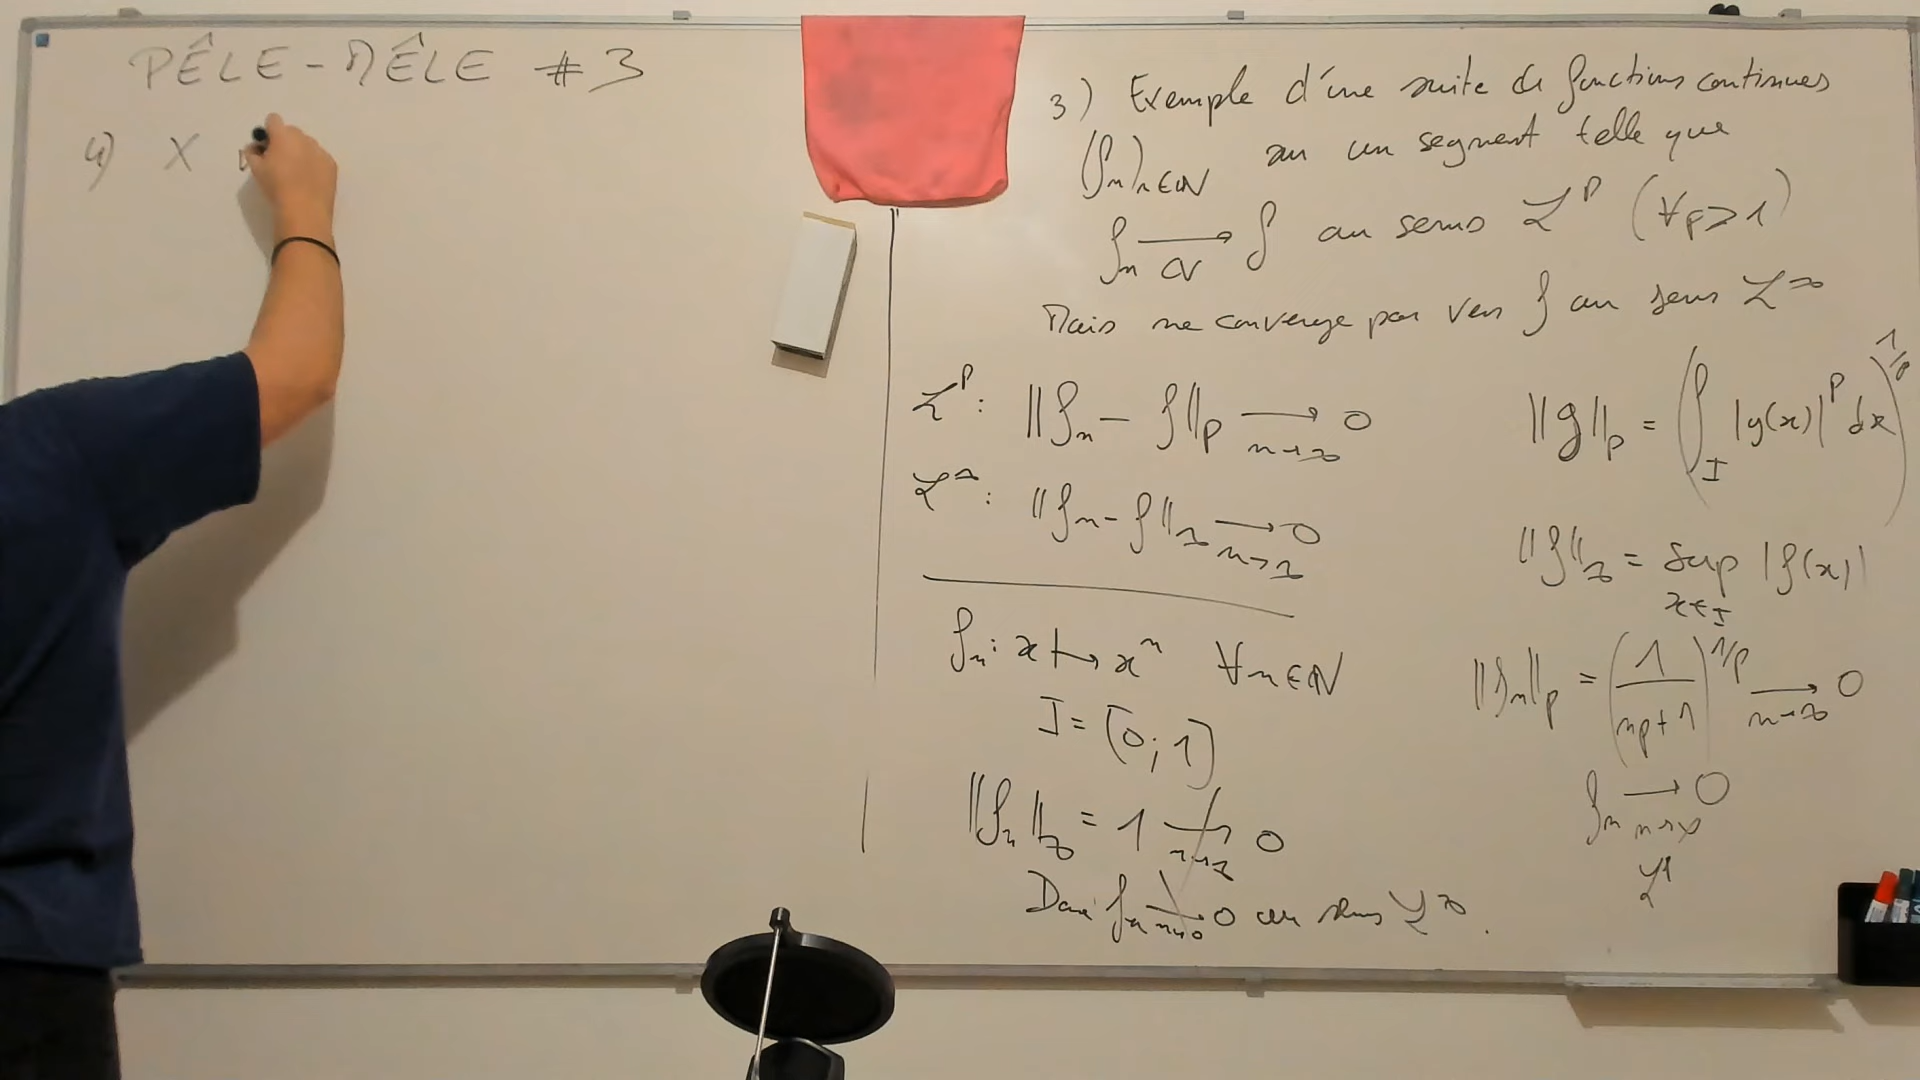 PÊLE-MÊLE #3
4) X
3) Exemple d'une suite de fonctions continues
(fn)n∈ℕ sur un segment telle que
fn ⟶ f au sens L^p (∀p≥1)
CV
Mais ne converge pas vers f au sens L^∞
L^p: ||fn - f||p ⟶ 0
n→∞
L^∞: ||fn - f||∞ ⟶ 0
n→∞
fn: x ↦ x^n ∀n∈ℕ
I = [0;1]
||fn||∞ = 1 ↛ 0
n→∞
Donc fn ↛ 0 au sens L^∞.
n→∞
||g||p = (∫_I |g(x)|^p dx)^1/p
||f||∞ = sup |f(x)|
x∈I
||fn||p = (1/(np+1))^1/p ⟶ 0
n→∞
fn ⟶ 0
n→∞